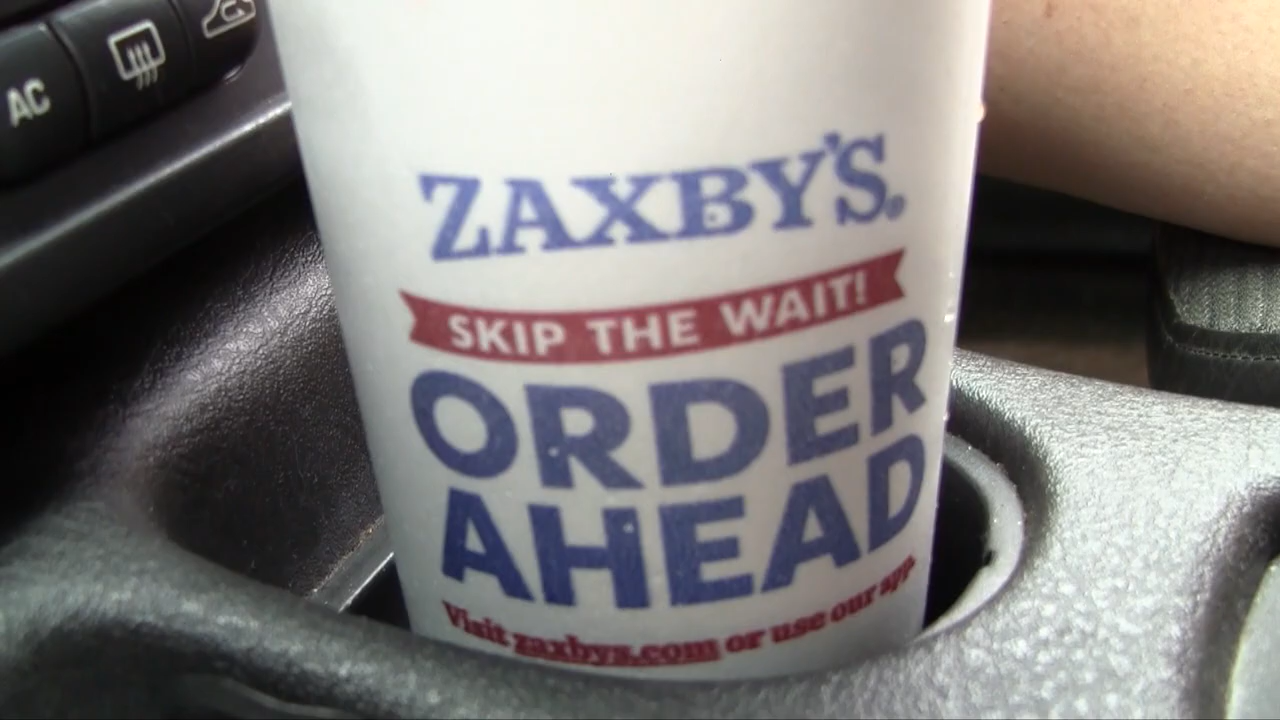 AC
ZAXBY'S®
SKIP THE WAIT!
ORDER
AHEAD
Visit zaxbys.com or use our app.